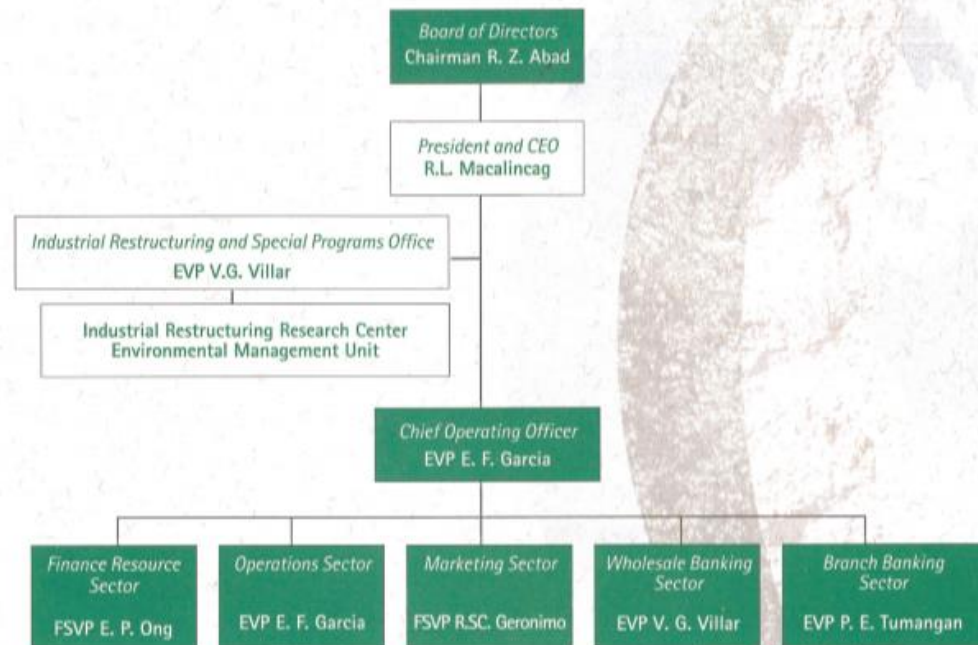 Board of Directors
Chairman R. Z. Abad
President and CEO
R.L. Macalincag
Industrial Restructuring and Special Programs Office
EVP V.G. Villar
Industrial Restructuring Research Center
Environmental Management Unit
Chief Operating Officer
EVP E. F. Garcia
Finance Resource
Sector
FSVP E. P. Ong
Operations Sector
EVP E. F. Garcia
Marketing Sector
FSVP R.SC. Geronimo
Wholesale Banking
Sector
EVP V. G. Villar
Branch Banking
Sector
EVP P. E. Tumangan